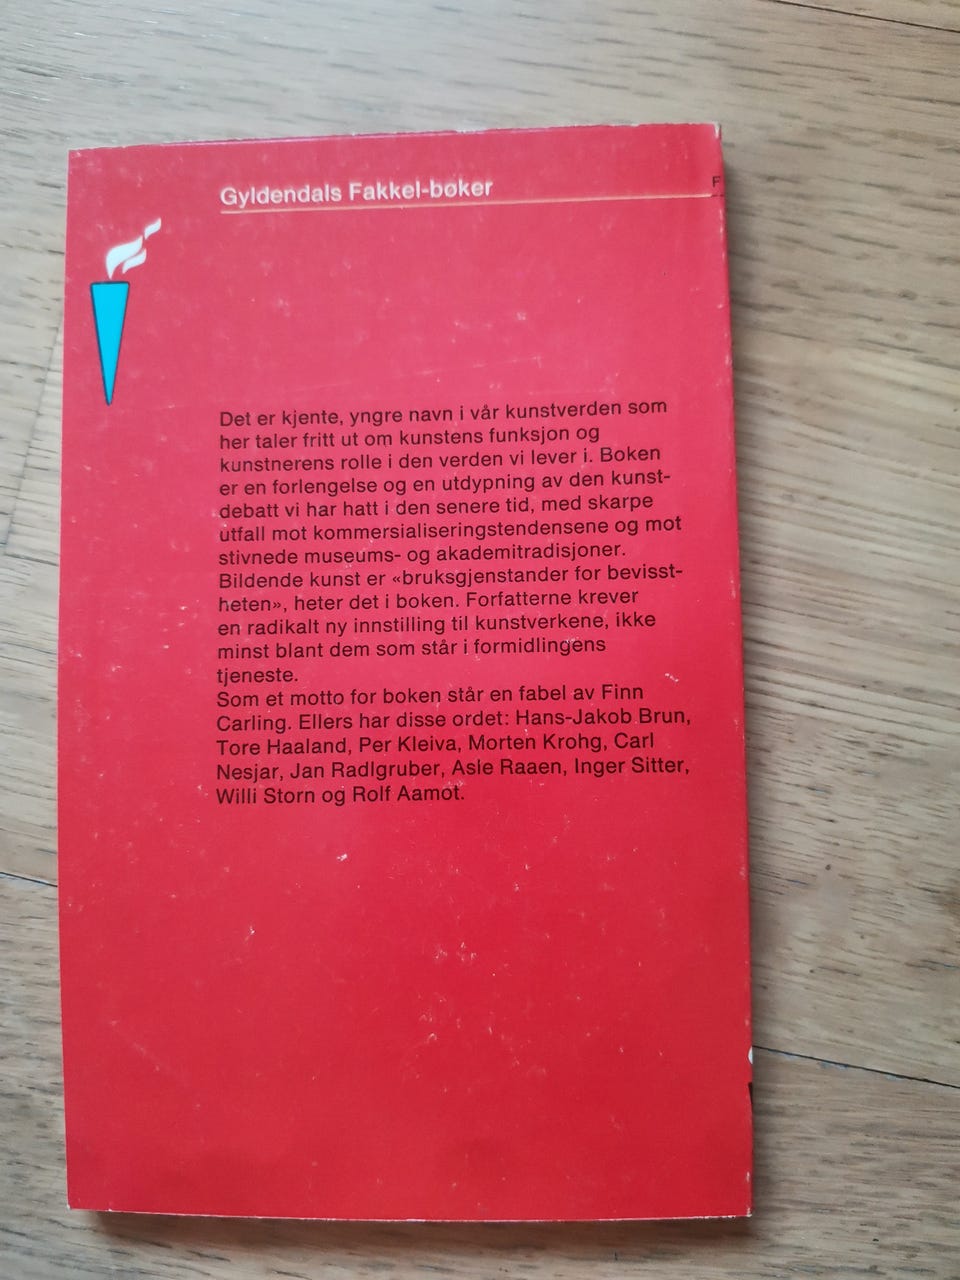 Gyldendals Fakkel-bøker
F
Det er kjente, yngre navn i vår kunstverden som
her taler fritt ut om kunstens funksjon og
kunstnerens rolle i den verden vi lever i. Boken
er en forlengelse og en utdypning av den kunst-
debatt vi har hatt i den senere tid, med skarpe
utfall mot kommersialiseringstendensene og mot
stivnede museums- og akademitradisjoner.
Bildende kunst er «bruksgjenstander for bevisst-
heten», heter det i boken. Forfatterne krever
en radikalt ny innstilling til kunstverkene, ikke
minst blant dem som står i formidlingens
tjeneste.
Som et motto for boken står en fabel av Finn
Carling. Ellers har disse ordet: Hans-Jakob Brun,
Tore Haaland, Per Kleiva, Morten Krohg, Carl
Nesjar, Jan Radlgruber, Asle Raaen, Inger Sitter,
Willi Storn og Rolf Aamot.